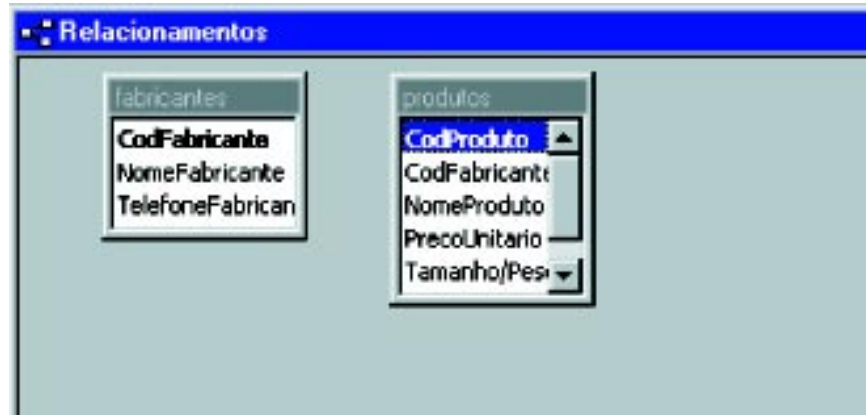 Relacionamentos
fabricantes
CodFabricante
NomeFabricante
TelefoneFabrican
produtos
CodProduto
CodFabricante
NomeProduto
PrecoUnitario
Tamanho/Pes